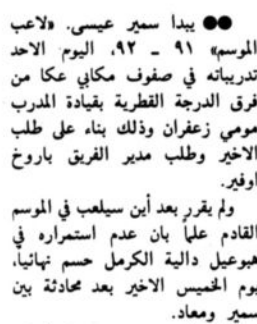 ●● يبدا سمير عيسى. «لاعب
الموسم» ٩١ ـ ٩٢، اليوم الاحد
تدريباته في صفوف مكابي عكا من
فرق الدرجة القطرية بقيادة المدرب
مومي زعفران وذلك بناء على طلب
الاخير وطلب مدير الفريق باروخ
اوفير.
ولم يقرر بعد أين سيلعب في الموسم
القادم علماً بان عدم استمراره في
هبوعيل دالية الكرمل حسم نهائياً،
يوم الخميس الاخير بعد محادثة بين
سمير ومعاد.